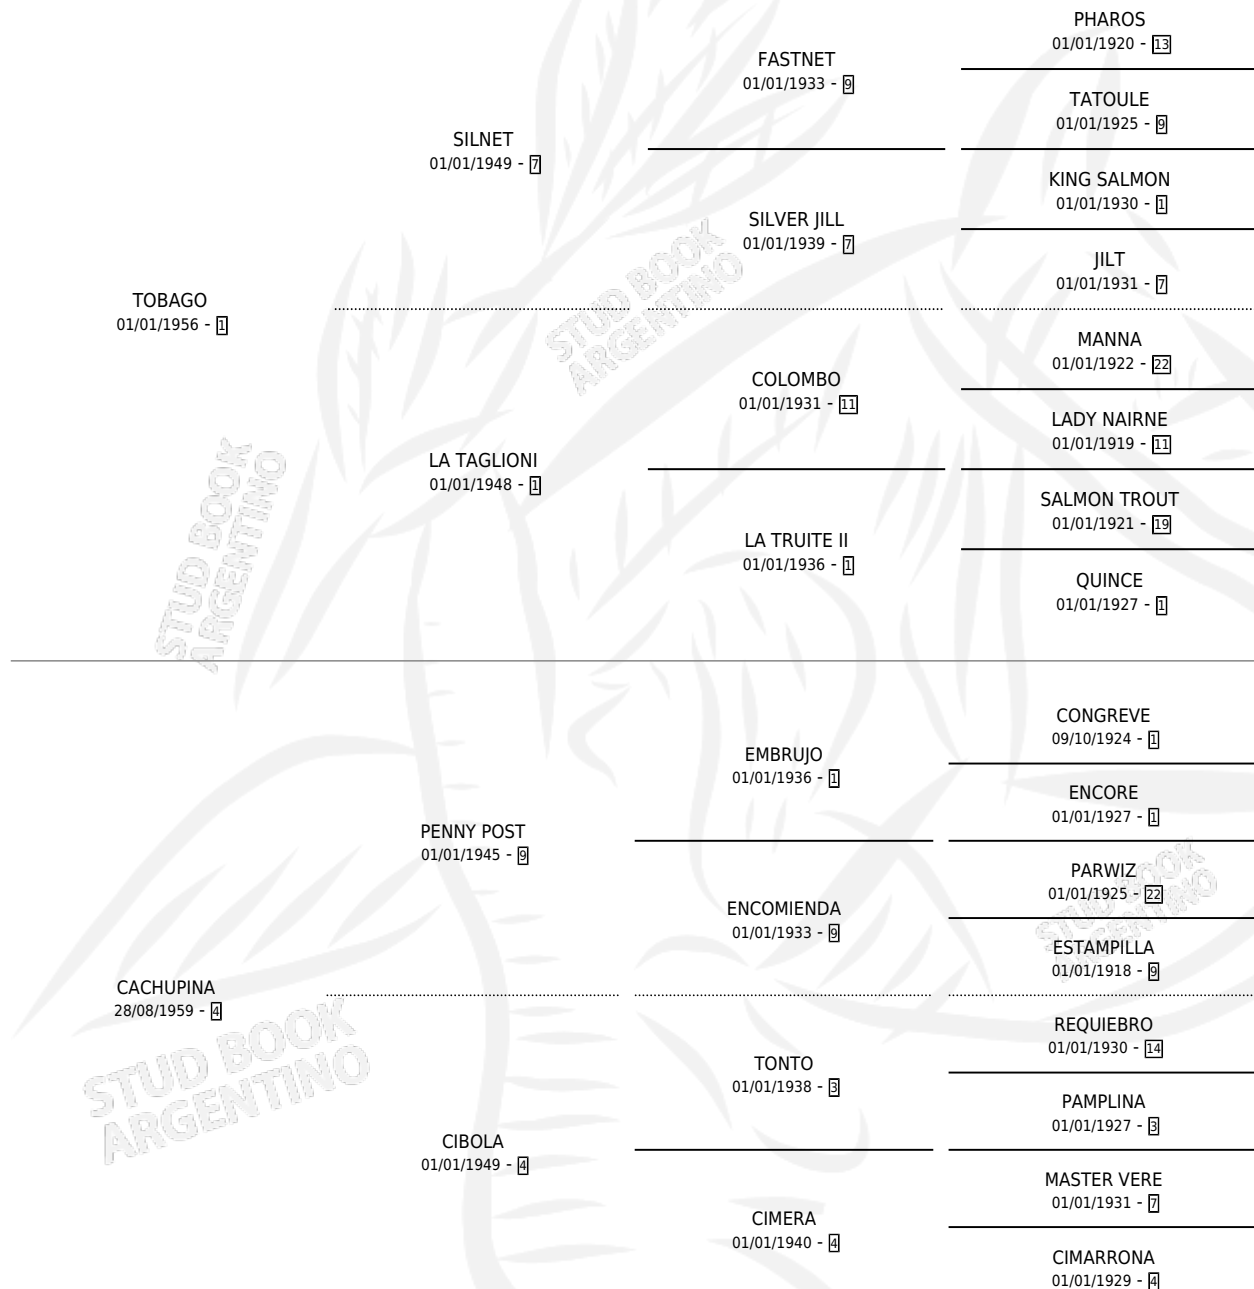 PHAROS
01/01/1920 - 13
FASTNET
01/01/1933 - 9
TATOULE
01/01/1925 - 9
SILNET
01/01/1949 - 7
KING SALMON
01/01/1930 - 1
SILVER JILL
01/01/1939 - 7
JILT
01/01/1931 - 7
STUD BOOK
ARGENTINO
TOBAGO
01/01/1956 - 1
MANNA
01/01/1922 - 22
COLOMBO
01/01/1931 - 11
LADY NAIRNE
01/01/1919 - 11
LA TAGLIONI
01/01/1948 - 1
SALMON TROUT
01/01/1921 - 19
LA TRUITE II
01/01/1936 - 1
QUINCE
01/01/1927 - 1
STUD BOOK
ARGENTINO
CONGREVE
09/10/1924 - 1
EMBRUJO
01/01/1936 - 1
ENCORE
01/01/1927 - 1
PENNY POST
01/01/1945 - 9
PARWIZ
01/01/1925 - 22
ENCOMIENDA
01/01/1933 - 9
ESTAMPILLA
01/01/1918 - 9
STUD BOOK
ARGENTINO
CACHUPINA
28/08/1959 - 4
REQUIEBRO
01/01/1930 - 14
TONTO
01/01/1938 - 3
PAMPLINA
01/01/1927 - 3
STUD BOOK
ARGENTINO
CIBOLA
01/01/1949 - 4
MASTER VERE
01/01/1931 - 7
CIMERA
01/01/1940 - 4
CIMARRONA
01/01/1929 - 4